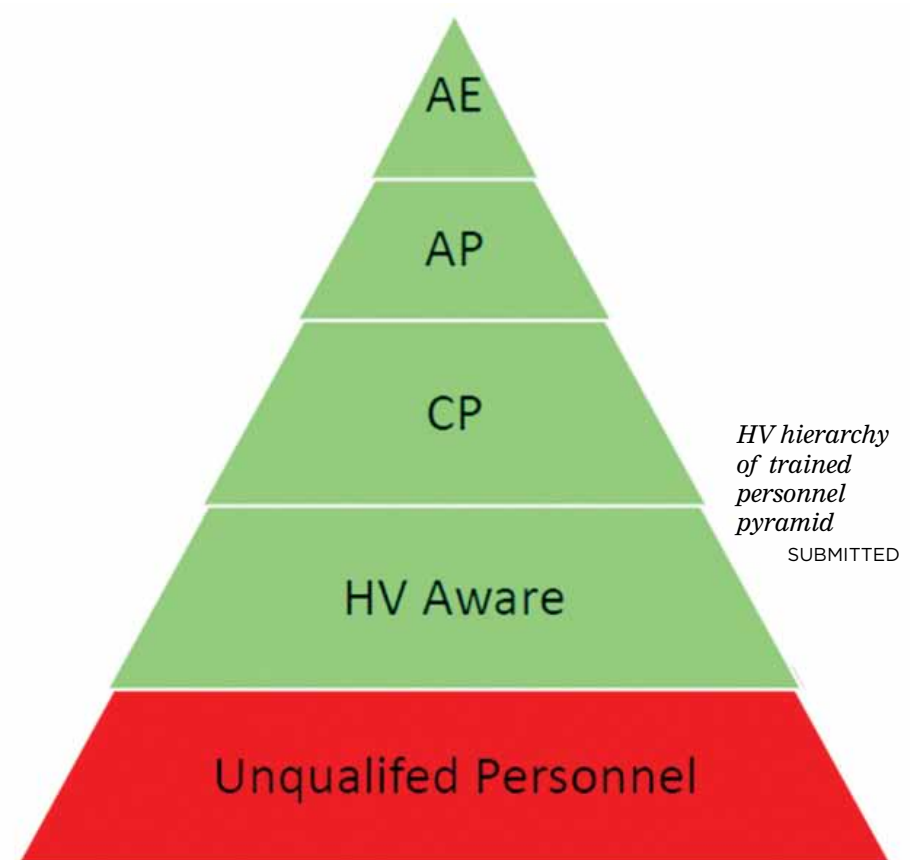 AE
AP
CP
HV Aware
Unqualifed Personnel
HV hierarchy
of trained
personnel
pyramid
SUBMITTED